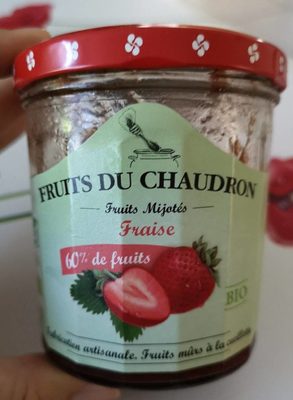 FRUITS DU CHAUDRON
Fruits Mijotés
Fraise
60% de fruits
BIO
Fabrication artisanale. Fruits mûrs à la cueillette